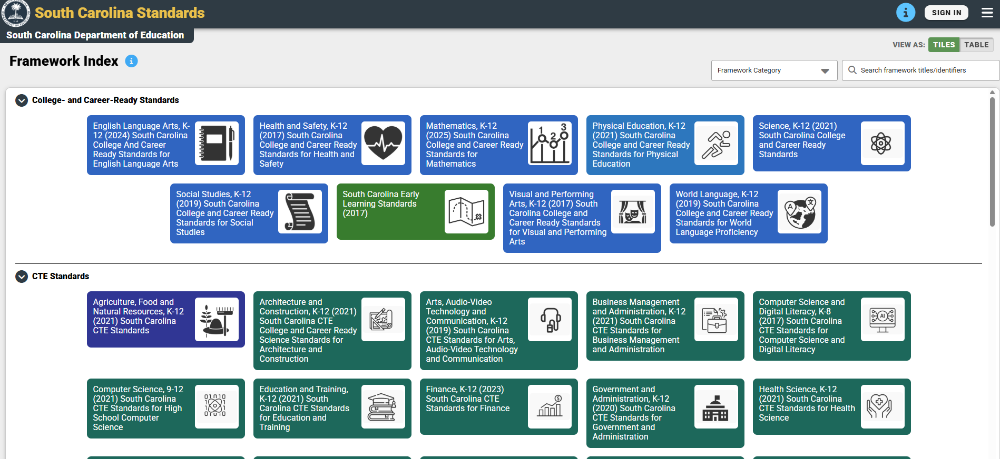 South Carolina Standards
SIGN IN
South Carolina Department of Education
VIEW AS:
TILES
TABLE
Framework Index
Framework Category
Search framework titles/identifiers
College- and Career-Ready Standards
English Language Arts, K-
12 (2024) South Carolina
College And Career
Ready Standards for
English Language Arts
Health and Safety, K-12
(2017) South Carolina
College and Career Ready
Standards for Health and
Safety
Mathematics, K-12
(2025) South Carolina
College and Career Ready
Standards for
Mathematics
1
2
3
Physical Education, K-12
(2021) South Carolina
College and Career Ready
Standards for Physical
Education
Science, K-12 (2021)
South Carolina College
and Career Ready
Standards
Social Studies, K-12
(2019) South Carolina
College and Career Ready
Standards for Social
Studies
South Carolina Early
Learning Standards
(2017)
Visual and Performing
Arts, K-12 (2017) South
Carolina College and
Career Ready Standards
for Visual and Performing
Arts
World Language, K-12
(2019) South Carolina
College and Career Ready
Standards for World
Language Proficiency
A
文
CTE Standards
Agriculture, Food and
Natural Resources, K-12
(2021) South Carolina
CTE Standards
Architecture and
Construction, K-12 (2021)
South Carolina CTE
College and Career Ready
Science Standards for
Architecture and
Construction
Arts, Audio-Video
Technology and
Communication, K-12
(2019) South Carolina
CTE Standards for Arts,
Audio-Video Technology
and Communication
Business Management
and Administration, K-12
(2021) South Carolina
CTE Standards for
Business Management
and Administration
Computer Science and
Digital Literacy, K-8
(2017) South Carolina
CTE Standards for
Computer Science and
Digital Literacy
AI
Computer Science, 9-12
(2021) South Carolina
CTE Standards for High
School Computer
Science
Education and Training,
K-12 (2021) South
Carolina CTE Standards
for Education and
Training
Finance, K-12 (2023)
South Carolina CTE
Standards for Finance
$
Government and
Administration, K-12
(2020) South Carolina
CTE Standards for
Government and
Administration
Health Science, K-12
(2021) South Carolina
CTE Standards for Health
Science